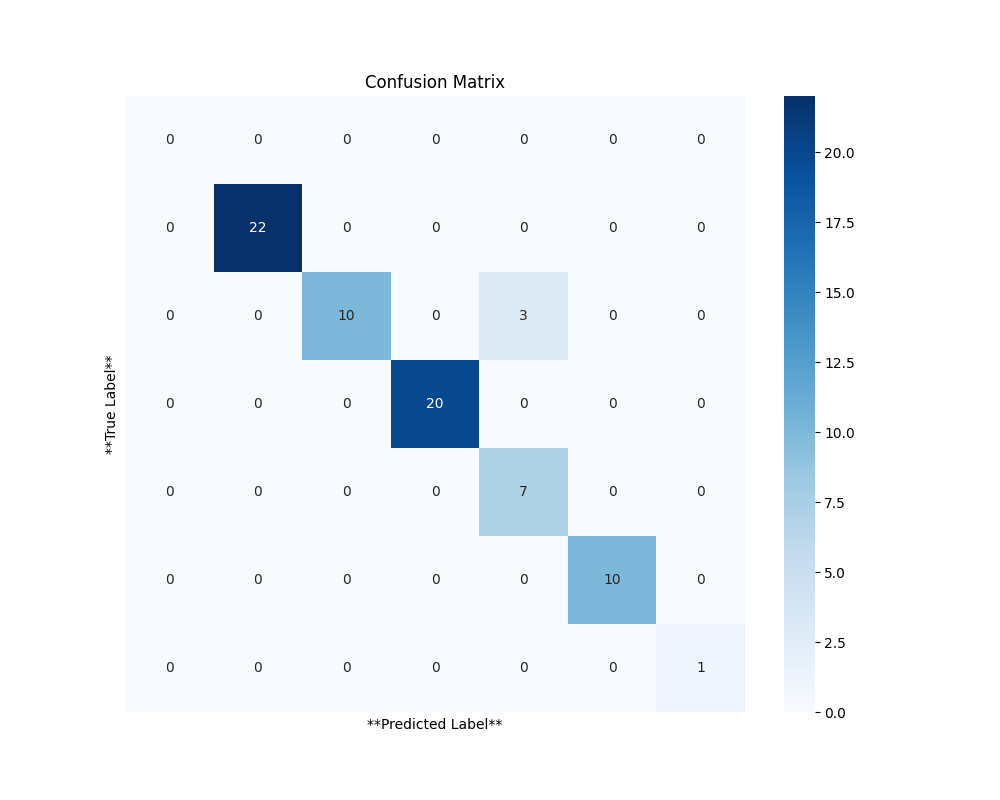 Confusion Matrix
0 0 0 0 0 0 0
0 22 0 0 0 0 0
0 0 10 0 3 0 0
0 0 0 20 0 0 0
0 0 0 0 7 0 0
0 0 0 0 0 10 0
0 0 0 0 0 0 1
**True Label**
**Predicted Label**
20.0
17.5
15.0
12.5
10.0
7.5
5.0
2.5
0.0